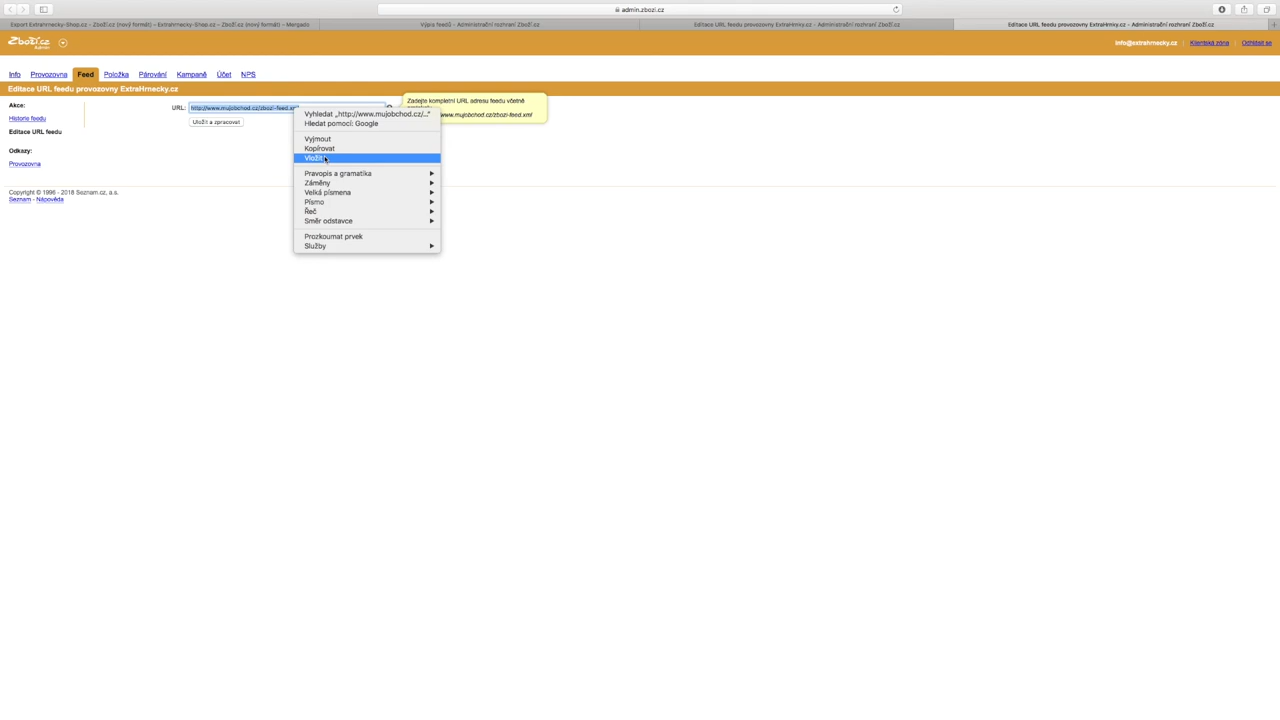 admin.zbozi.cz
Export Extrahrnecky-Shop.cz - Zboží.cz (nový formát) - Extrahrnecky-Shop.cz - Zboží.cz (nový formát) – Mergado
Výpis feedů - Administrační rozhraní Zboží.cz
Editace URL feedu provozovny ExtraHrnky.cz - Administrační rozhraní Zboží.cz
Editace URL feedu provozovny ExtraHrnky.cz - Administrační rozhraní Zboží.cz
Zboží.cz
Admin
info@extrahrnecky.cz
Klientská zóna
Odhlásit se
Info Provozovna Feed Položka Párování Kampaně Účet NPS
Editace URL feedu provozovny ExtraHrnecky.cz
Akce:
Historie feedu
Editace URL feedu
Odkazy:
Provozovna
URL: http://www.mujobchod.cz/zbozi-feed.xml
Uložit a zpracovat
Zadejte kompletní URL adresu feedu včetně
www.mujobchod.cz/zbozi-feed.xml
Vyhledat „http://www.mujobchod.cz/..."
Hledat pomocí: Google
Vyjmout
Kopírovat
Vložit
Pravopis a gramatika
Záměny
Velká písmena
Písmo
Řeč
Směr odstavce
Prozkoumat prvek
Služby
Copyright © 1996 - 2018 Seznam.cz, a.s.
Seznam - Nápověda